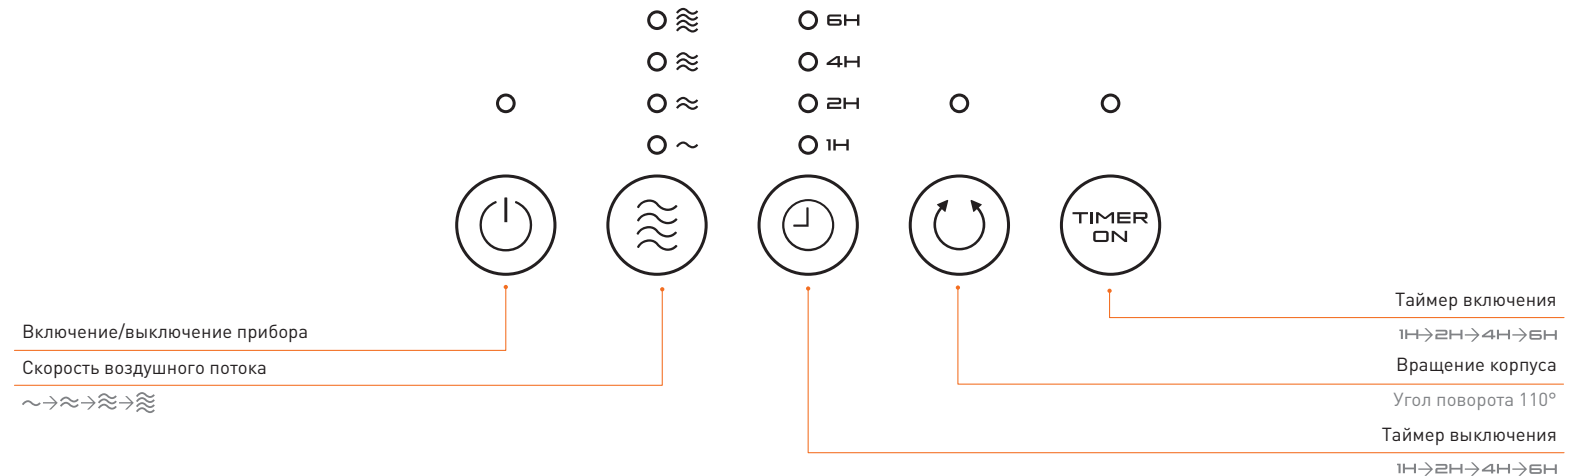 6H
4H
2H
1H
TIMER
ON
Включение/выключение прибора
Скорость воздушного потока
Таймер включения
1H→2H→4H→6H
Вращение корпуса
Угол поворота 110°
Таймер выключения
1H→2H→4H→6H